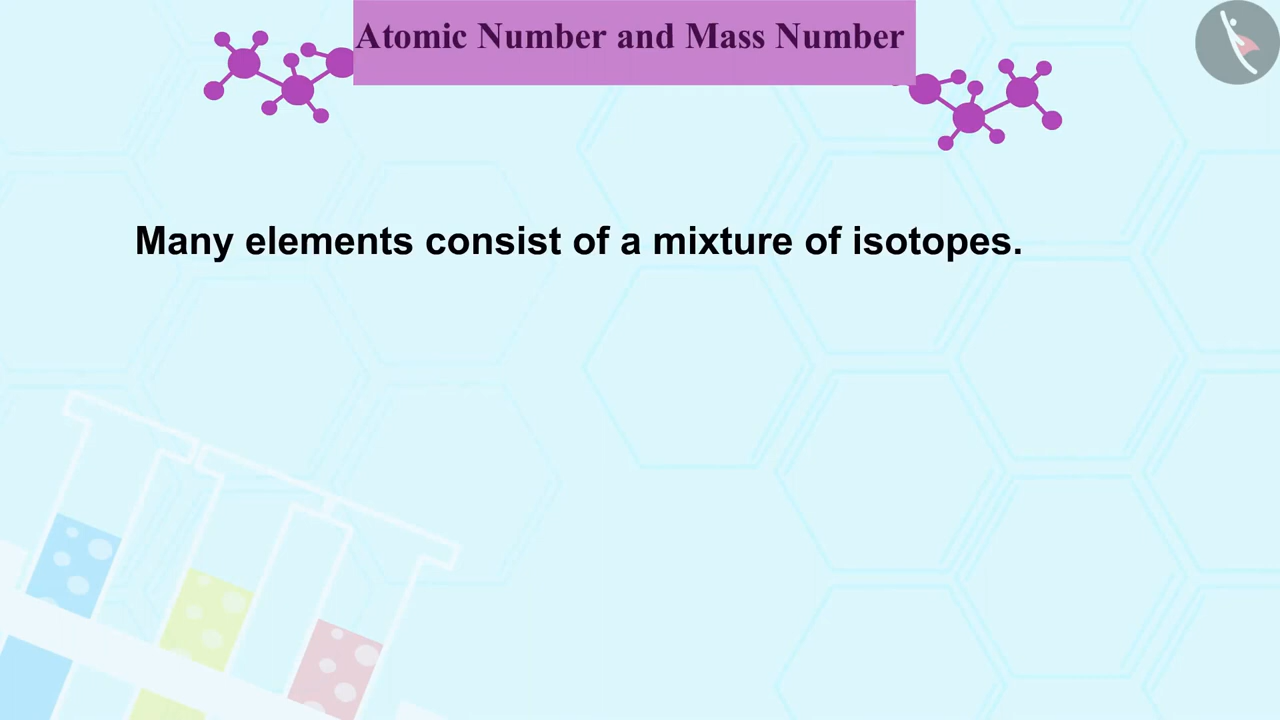 Atomic Number and Mass Number
Many elements consist of a mixture of isotopes.